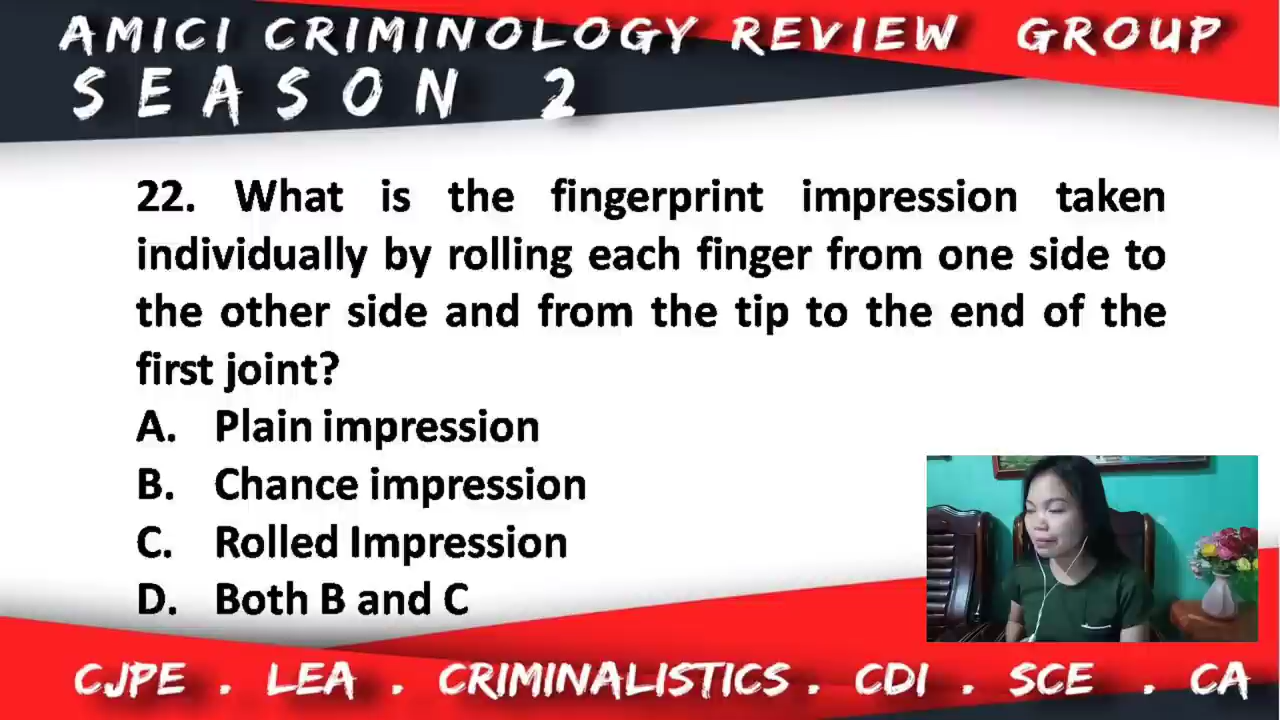 AMICI CRIMINOLOGY REVIEW GROUP
SEASON 2
22. What is the fingerprint impression taken
individually by rolling each finger from one side to
the other side and from the tip to the end of the
first joint?
A. Plain impression
B. Chance impression
C. Rolled Impression
D. Both B and C
CJPE . LEA . CRIMINALISTICS . CDI . SCE . CA